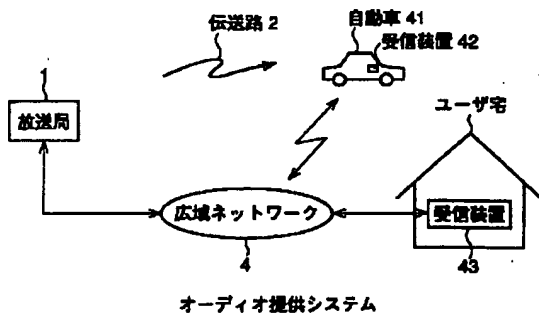 伝送路 2
自動車 41
受信装置 42
1
放送局
ユーザ宅
広域ネットワーク
受信装置
4
43
オーディオ提供システム